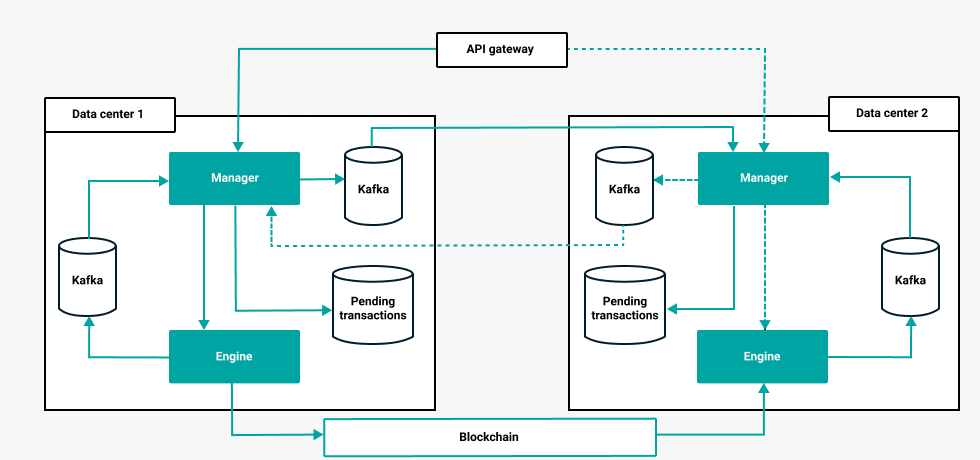 API gateway
Data center 1
Data center 2
Manager
Kafka
Kafka
Manager
Kafka
Pending
transactions
Pending
transactions
Kafka
Engine
Engine
Blockchain